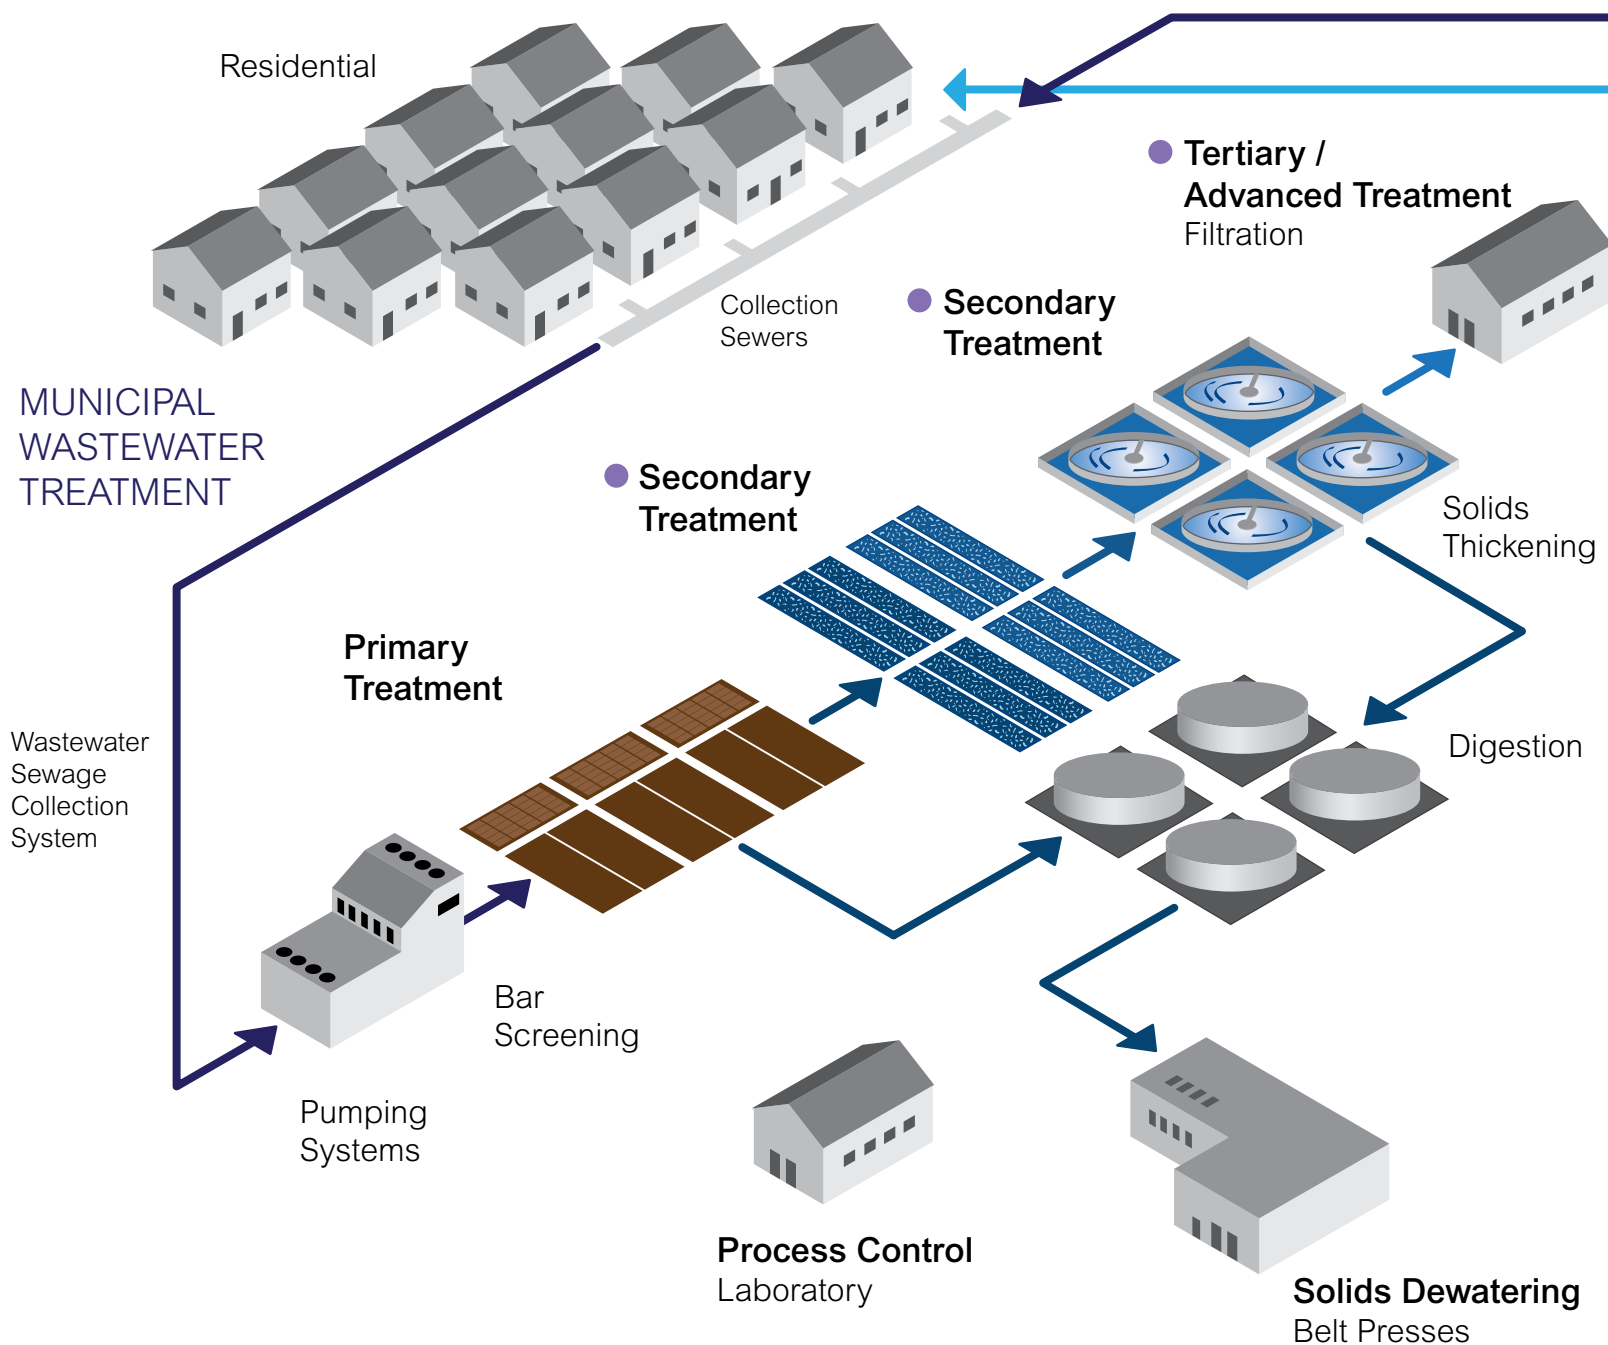 Residential
Tertiary /
Advanced Treatment
Filtration
Collection
Sewers
Secondary
Treatment
MUNICIPAL
WASTEWATER
TREATMENT
Secondary
Treatment
Solids
Thickening
Primary
Treatment
Wastewater
Sewage
Collection
System
Digestion
Bar
Screening
Pumping
Systems
Process Control
Laboratory
Solids Dewatering
Belt Presses